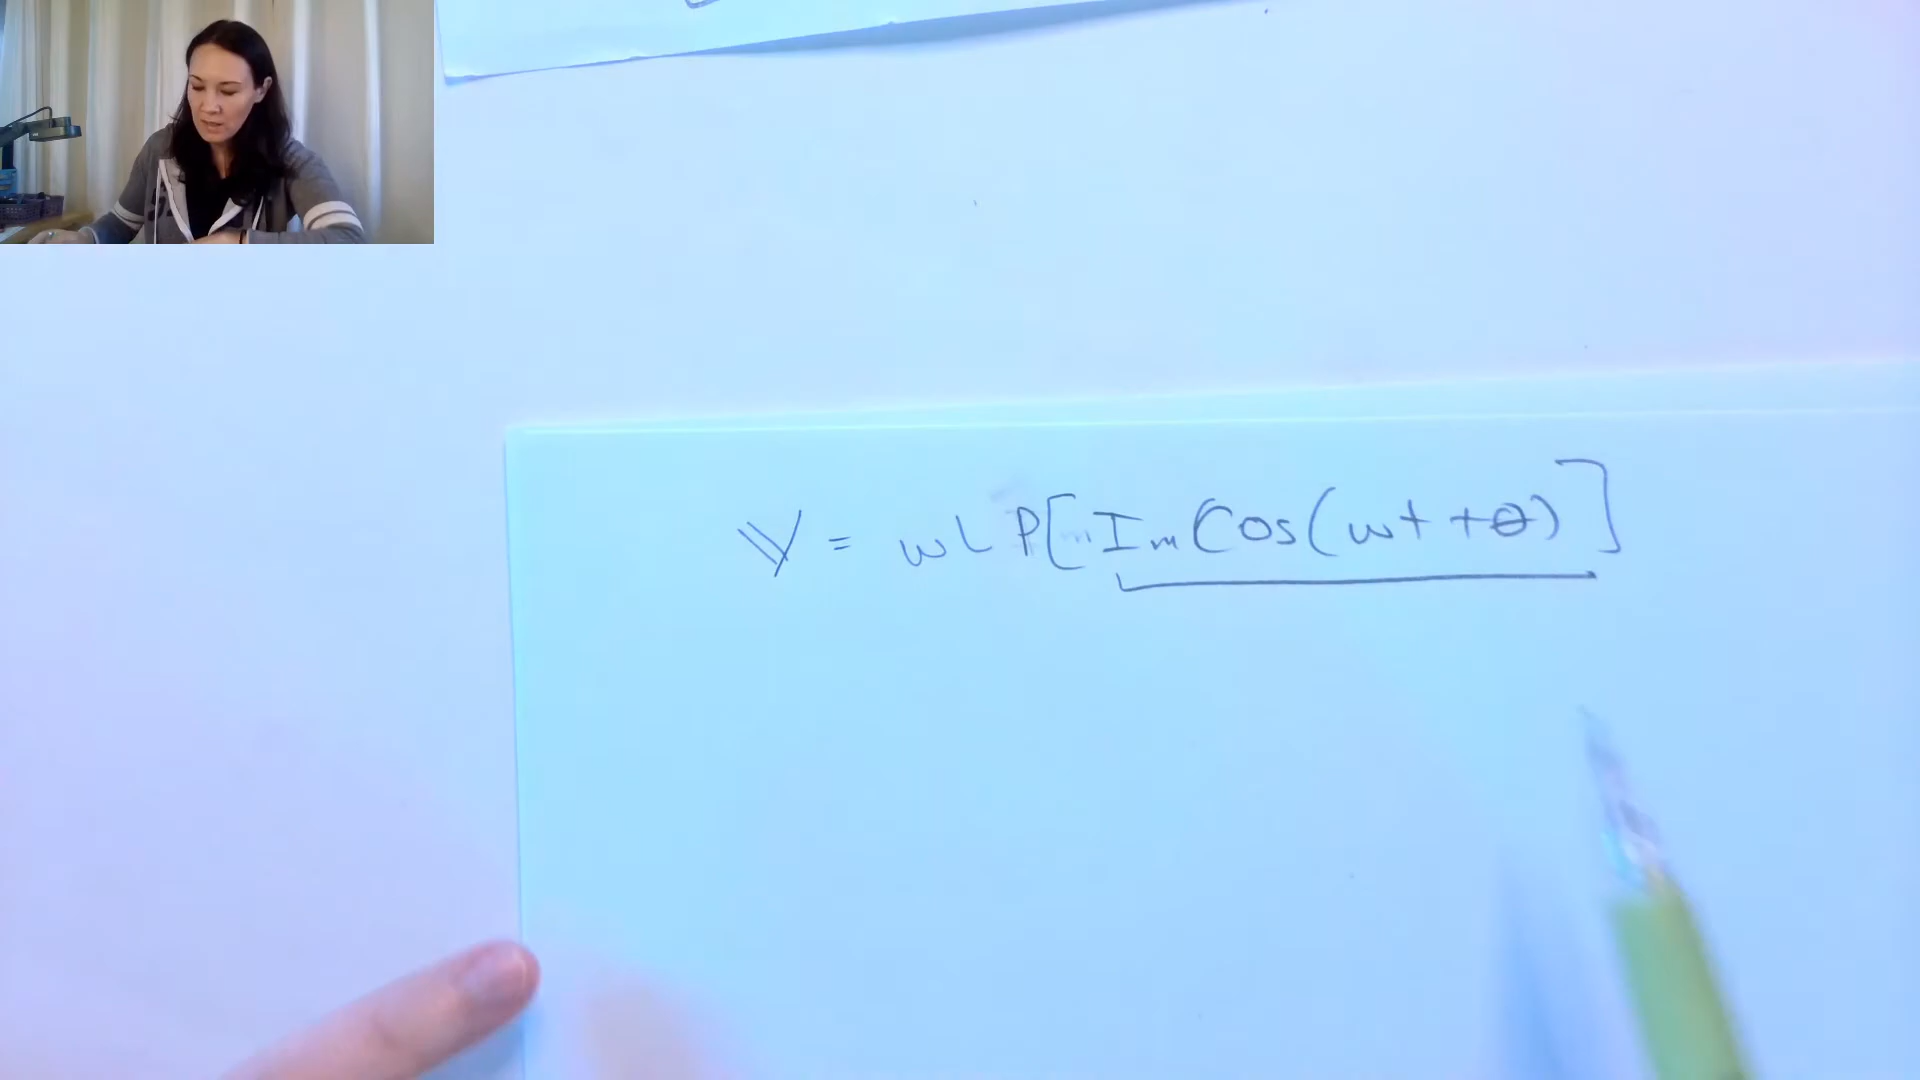 𝕍 = ωLP[Im Cos(ωt + θ)]